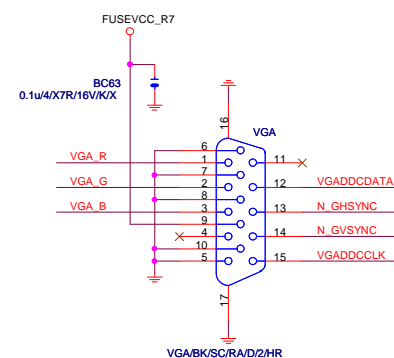 FUSEVCC_R7
BC63
0.1u/4/X7R/16V/K/X
16
VGA
6
VGA_R
1
11
7
VGA_G
2
12
VGADDCDATA
8
VGA_B
3
13
N_GHSYNC
9
4
14
N_GVSYNC
10
5
15
VGADDCCLK
17
VGA/BK/SC/RA/D/2/HR